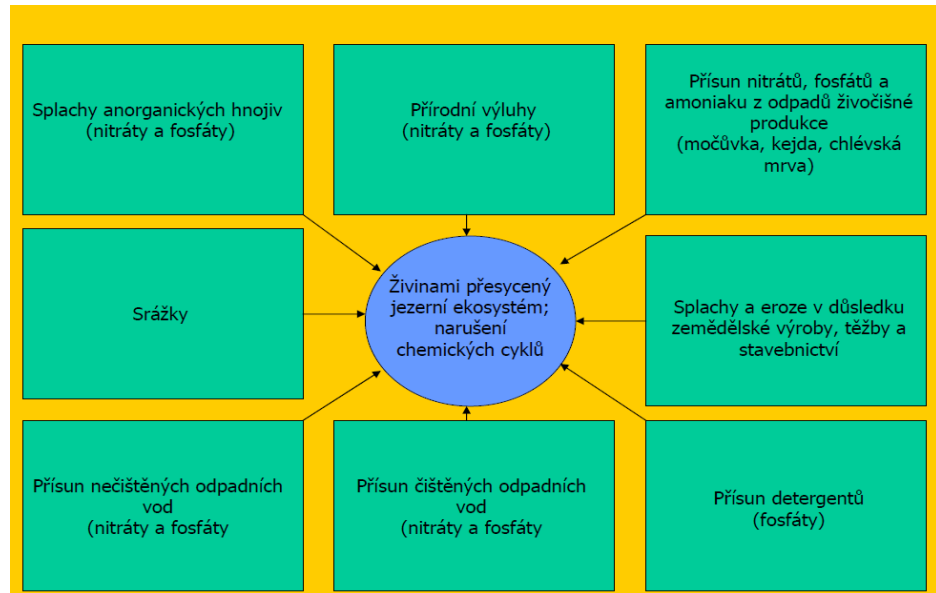 Splachy anorganických hnojiv
(nitráty a fosfáty)
Přírodní výluhy
(nitráty a fosfáty)
Přísun nitrátů, fosfátů a
amoniaku z odpadů živočišné
produkce
(močůvka, kejda, chlévská
mrva)
Srážky
Živinami přesycený
jezerní ekosystém;
narušení
chemických cyklů
Splachy a eroze v důsledku
zemědělské výroby, těžby a
stavebnictví
Přísun nečištěných odpadních
vod
(nitráty a fosfáty
Přísun čištěných odpadních
vod
(nitráty a fosfáty
Přísun detergentů
(fosfáty)